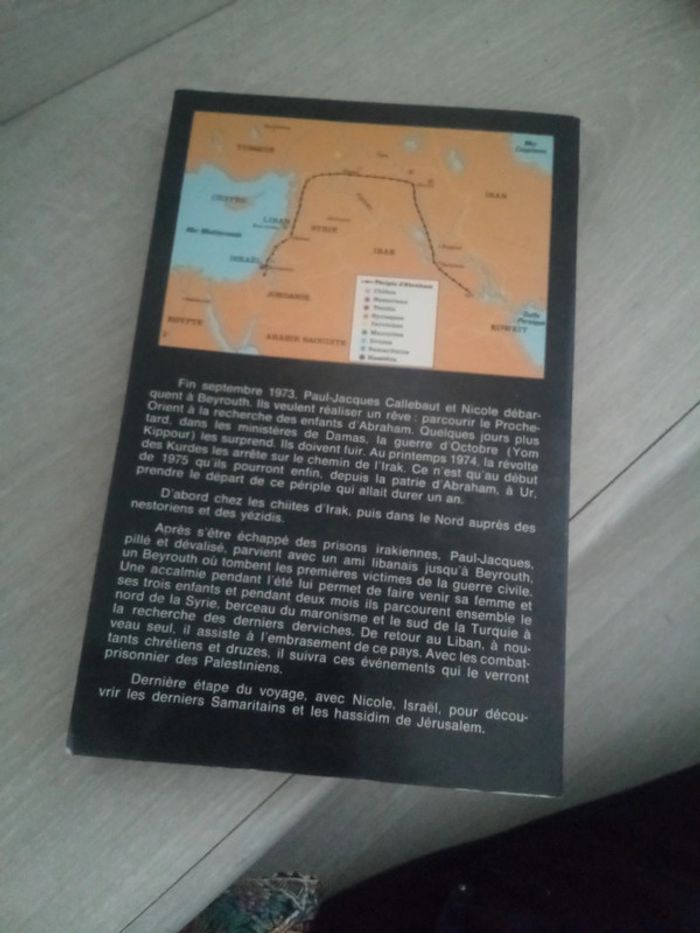 TURQUIE
Mer
Caspienne
CHYPRE
IRAN
LIBAN
SYRIE
Mer Méditerranée
IRAK
ISRAËL
JORDANIE
Golfe
Persique
EGYPTE
KOWEIT
ARABIE SAOUDITE
Périple d'Abraham
Chiites
Nestoriens
Yézidis
Syriaques
Derviches
Maronites
Druzes
Samaritains
Hassidim
Fin septembre 1973, Paul-Jacques Callebaut et Nicole débar-
quent à Beyrouth. Ils veulent réaliser un rêve : parcourir le Proche-
Orient à la recherche des enfants d'Abraham. Quelques jours plus
tard, dans les ministères de Damas, la guerre d'Octobre (Yom
Kippour) les surprend. Ils doivent fuir. Au printemps 1974, la révolte
des Kurdes les arrête sur le chemin de l'Irak. Ce n'est qu'au début
de 1975 qu'ils pourront enfin, depuis la patrie d'Abraham, à Ur,
prendre le départ de ce périple qui allait durer un an.
D'abord chez les chiites d'Irak, puis dans le Nord auprès des
nestoriens et des yézidis.
Après s'être échappé des prisons irakiennes, Paul-Jacques,
pillé et dévalisé, parvient avec un ami libanais jusqu'à Beyrouth,
un Beyrouth où tombent les premières victimes de la guerre civile.
Une accalmie pendant l'été lui permet de faire venir sa femme et
ses trois enfants et pendant deux mois ils parcourent ensemble le
nord de la Syrie, berceau du maronisme et le sud de la Turquie à
la recherche des derniers derviches. De retour au Liban, à nou-
veau seul, il assiste à l'embrasement de ce pays. Avec les combat-
tants chrétiens et druzes, il suivra ces événements qui le verront
prisonnier des Palestiniens.
Dernière étape du voyage, avec Nicole, Israël, pour décou-
vrir les derniers Samaritains et les hassidim de Jérusalem.